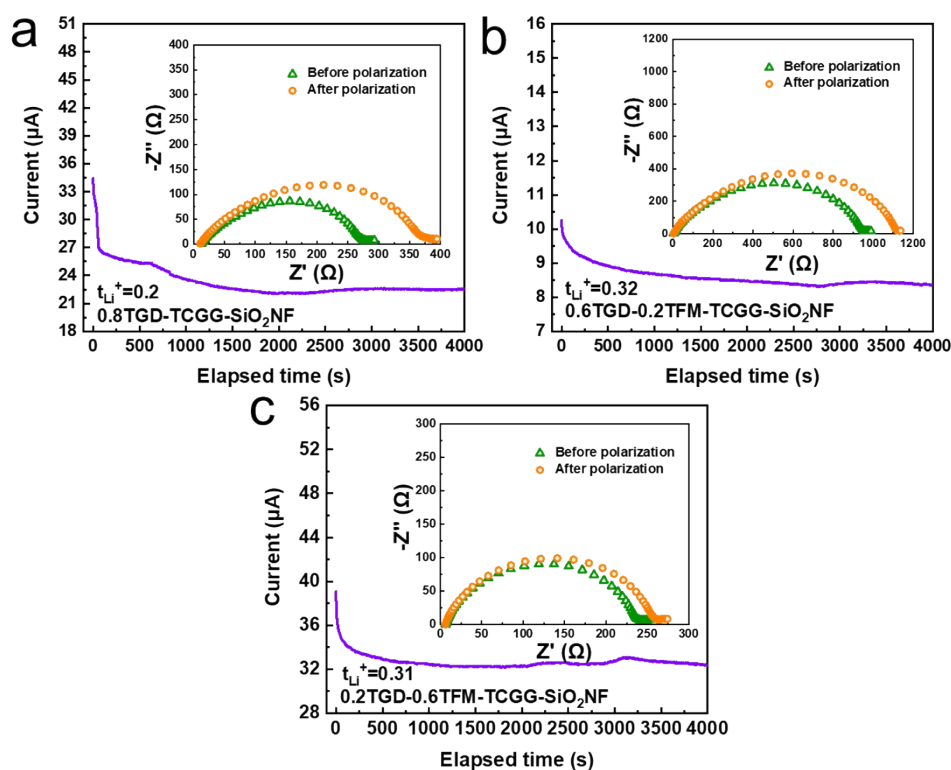 a
51
48
45
42
39
36
33
30
27
24
21
18
Current (µA)
0 500 1000 1500 2000 2500 3000 3500 4000
Elapsed time (s)
t_Li⁺=0.2
0.8TGD-TCGG-SiO₂NF
400
350
300
250
200
150
100
50
0
-Z'' (Ω)
0 50 100 150 200 250 300 350 400
Z' (Ω)
Before polarization
After polarization
b
16
15
14
13
12
11
10
9
8
7
Current (µA)
0 500 1000 1500 2000 2500 3000 3500 4000
Elapsed time (s)
t_Li⁺=0.32
0.6TGD-0.2TFM-TCGG-SiO₂NF
1200
1000
800
600
400
200
0
-Z'' (Ω)
0 200 400 600 800 1000 1200 1400
Z' (Ω)
Before polarization
After polarization
c
56
52
48
44
40
36
32
28
Current (µA)
0 500 1000 1500 2000 2500 3000 3500 4000
Elapsed time (s)
t_Li⁺=0.31
0.2TGD-0.6TFM-TCGG-SiO₂NF
300
250
200
150
100
50
0
-Z'' (Ω)
0 50 100 150 200 250 300
Z' (Ω)
Before polarization
After polarization